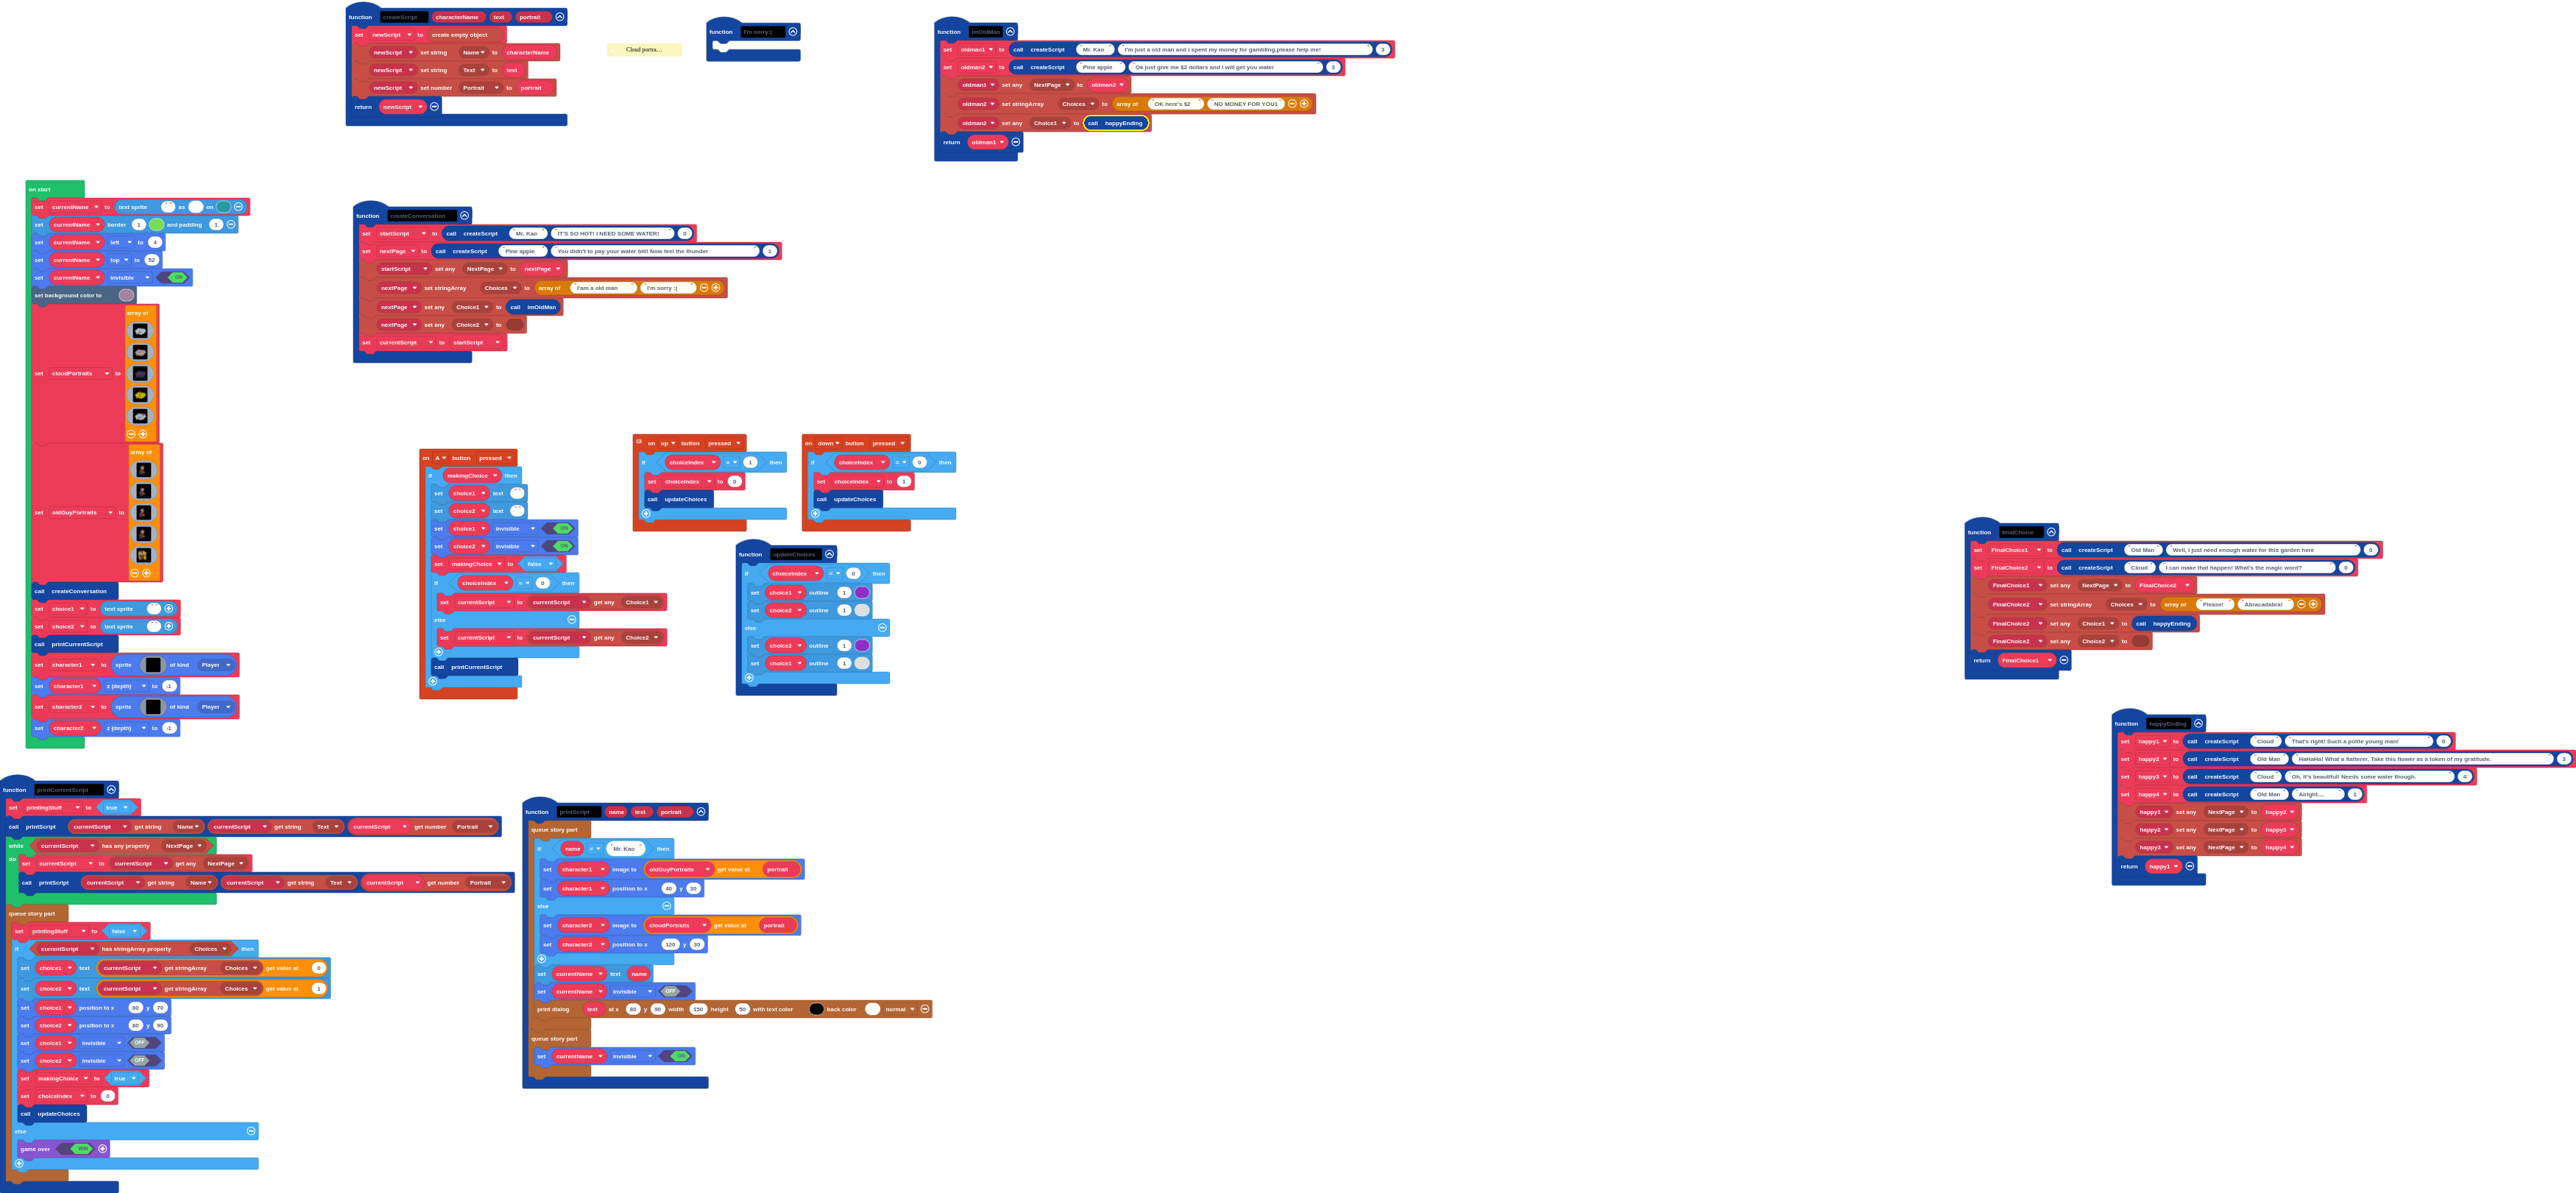 function createScript characterName text portrait
set newScript to create empty object
newScript set string Name to characterName
newScript set string Text to text
newScript set number Portrait to portrait
return newScript
Cloud portra...
function I'm sorry:(
function imOldMan
set oldman1 to call createScript Mr. Kao I'm just a old man and I spent my money for gambling,please help me! 3
set oldman2 to call createScript Pine apple Ok just give me $2 dollars and I will get you water 3
oldman1 set any NextPage to oldman2
oldman2 set stringArray Choices to array of OK here's $2 NO MONEY FOR YOU1
oldman2 set any Choice1 to call happyEnding
return oldman1
on start
set currentName to text sprite " " as on
set currentName border 1 and padding 1
set currentName left to 4
set currentName top to 52
set currentName invisible ON
set background color to
set cloudPortraits to array of
set oldGuyPortraits to array of
call createConversation
set choice1 to text sprite " "
set choice2 to text sprite " "
call printCurrentScript
set character1 to sprite of kind Player
set character1 z (depth) to -1
set character2 to sprite of kind Player
set character2 z (depth) to -1
function createConversation
set startScript to call createScript Mr. Kao IT'S SO HOT! I NEED SOME WATER! 0
set nextPage to call createScript Pine apple You didn't to pay your water bill! Now feel the thunder 1
startScript set any NextPage to nextPage
nextPage set stringArray Choices to array of I'am a old man I'm sorry :(
nextPage set any Choice1 to call imOldMan
nextPage set any Choice2 to
set currentScript to startScript
on A button pressed
if makingChoice then
set choice1 text " "
set choice2 text " "
set choice1 invisible ON
set choice2 invisible ON
set makingChoice to false
if choiceIndex = 0 then
set currentScript to currentScript get any Choice1
else
set currentScript to currentScript get any Choice2
call printCurrentScript
on up button pressed
if choiceIndex = 1 then
set choiceIndex to 0
call updateChoices
on down button pressed
if choiceIndex = 0 then
set choiceIndex to 1
call updateChoices
function updateChoices
if choiceIndex = 0 then
set choice1 outline 1
set choice2 outline 1
else
set choice2 outline 1
set choice1 outline 1
function finalChoice
set FinalChoice1 to call createScript Old Man Well, I just need enough water for this garden here 0
set FinalChoice2 to call createScript Cloud I can make that happen! What's the magic word? 0
FinalChoice1 set any NextPage to FinalChoice2
FinalChoice2 set stringArray Choices to array of Please! Abracadabra!
FinalChoice2 set any Choice1 to call happyEnding
FinalChoice2 set any Choice2 to
return FinalChoice1
function happyEnding
set happy1 to call createScript Cloud That's right! Such a polite young man! 0
set happy2 to call createScript Old Man HaHaHa! What a flatterer. Take this flower as a token of my gratitude. 3
set happy3 to call createScript Cloud Oh, it's beautiful! Needs some water though. 4
set happy4 to call createScript Old Man Alright.... 1
happy1 set any NextPage to happy2
happy2 set any NextPage to happy3
happy3 set any NextPage to happy4
return happy1
function printCurrentScript
set printingStuff to true
call printScript currentScript get string Name currentScript get string Text currentScript get number Portrait
while currentScript has any property NextPage
do set currentScript to currentScript get any NextPage
call printScript currentScript get string Name currentScript get string Text currentScript get number Portrait
queue story part
set printingStuff to false
if currentScript has stringArray property Choices then
set choice1 text currentScript get stringArray Choices get value at 0
set choice2 text currentScript get stringArray Choices get value at 1
set choice1 position to x 80 y 70
set choice2 position to x 80 y 90
set choice1 invisible OFF
set choice2 invisible OFF
set makingChoice to true
set choiceIndex to 0
call updateChoices
else
game over WIN
function printScript name text portrait
queue story part
if name = Mr. Kao then
set character1 image to oldGuyPortraits get value at portrait
set character1 position to x 40 y 30
else
set character2 image to cloudPortraits get value at portrait
set character2 position to x 120 y 30
set currentName text name
set currentName invisible OFF
print dialog text at x 80 y 90 width 150 height 50 with text color back color normal
queue story part
set currentName invisible ON